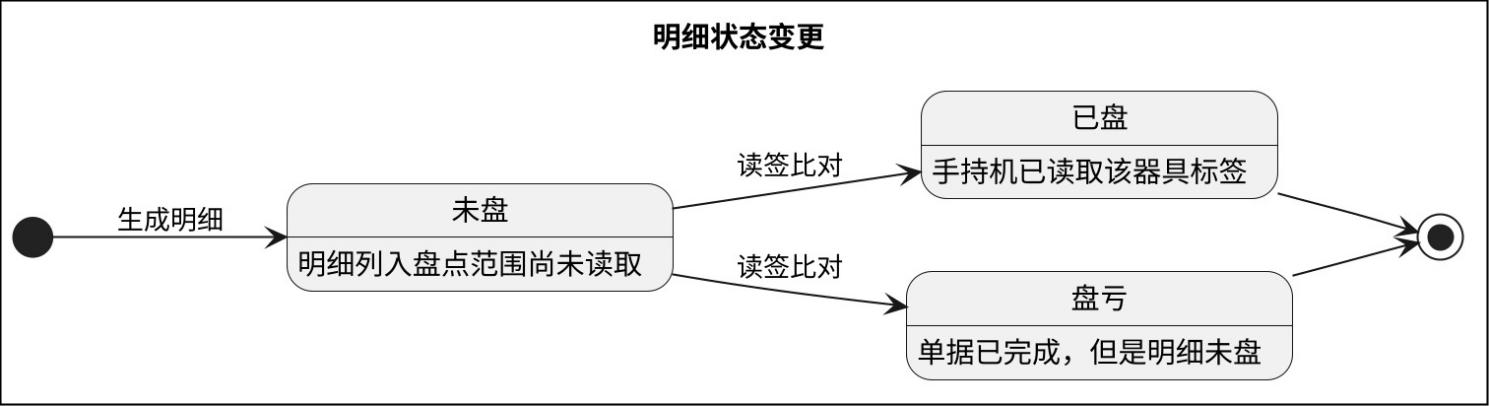 明细状态变更
已盘
手持机已读取该器具标签
读签比对
生成明细
未盘
明细列入盘点范围尚未读取
读签比对
盘亏
单据已完成，但是明细未盘